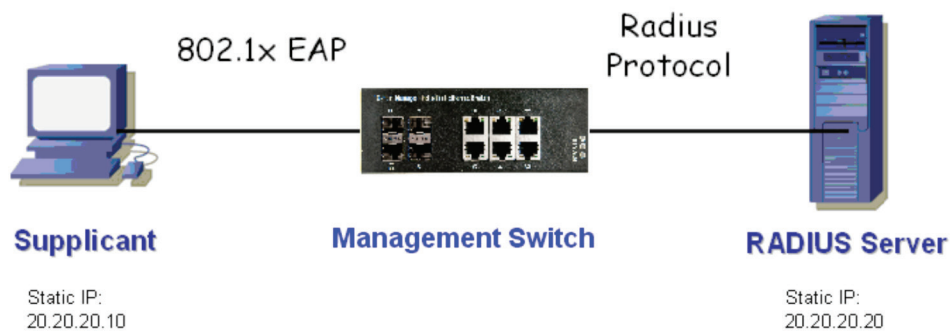 802.1x EAP
Radius
Protocol
Supplicant
Management Switch
RADIUS Server
Static IP:
20.20.20.10
Static IP:
20.20.20.20